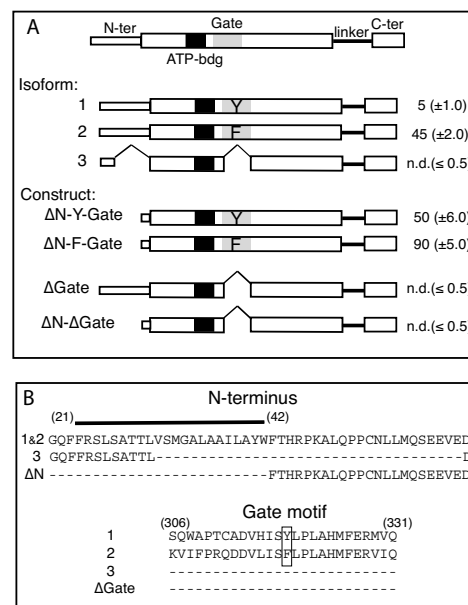 A
N-ter
Gate
linker
C-ter
ATP-bdg
Isoform:
1 Y 5 (±1.0)
2 F 45 (±2.0)
3 n.d.(≤ 0.5)
Construct:
ΔN-Y-Gate Y 50 (±6.0)
ΔN-F-Gate F 90 (±5.0)
ΔGate n.d.(≤ 0.5)
ΔN-ΔGate n.d.(≤ 0.5)
B
N-terminus
(21) (42)
1&2 GQFFRSLSATTLVSMGALAAILAYWFTHRPKALQPPCNLLMQSEEVED
3 GQFFRSLSATTL-----------------------------------D
ΔN -------------------------FTHRPKALQPPCNLLMQSEEVED
Gate motif
(306) (331)
1 SQWAPTCADVHISYLPLAHMFERMVQ
2 KVIFPRQDDVLISFLPLAHMFERVIQ
3 --------------------------
ΔGate --------------------------